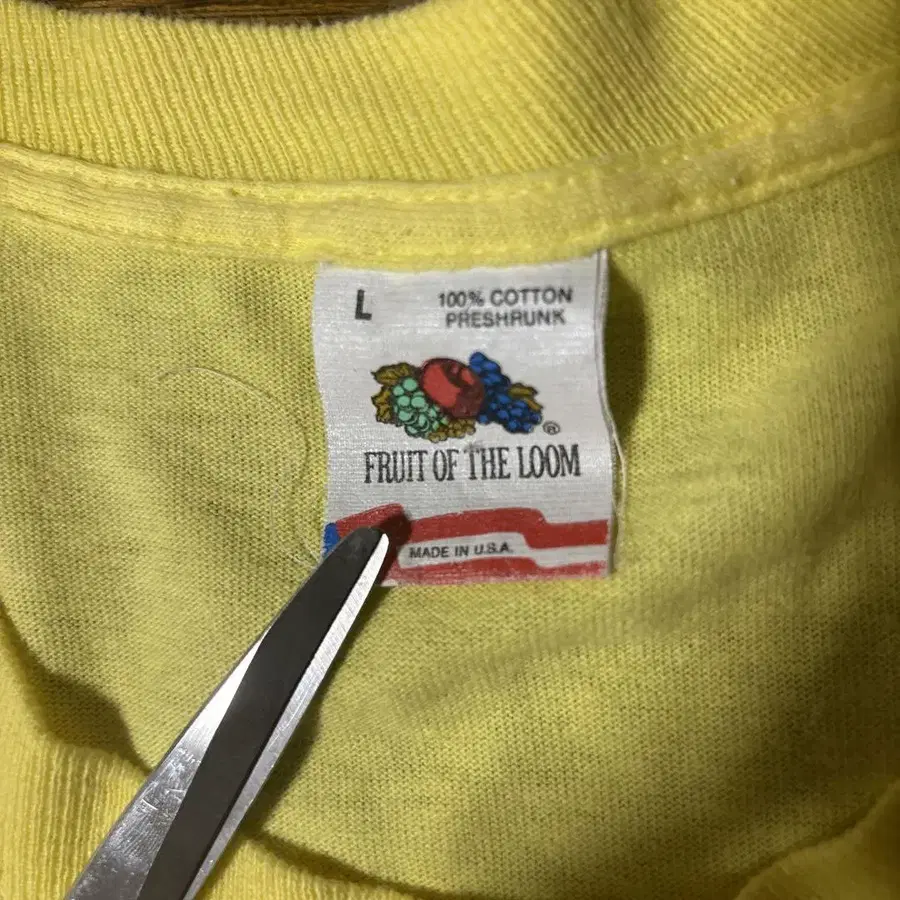 L
100% COTTON
PRESHRUNK
®
FRUIT OF THE LOOM
MADE IN U.S.A.